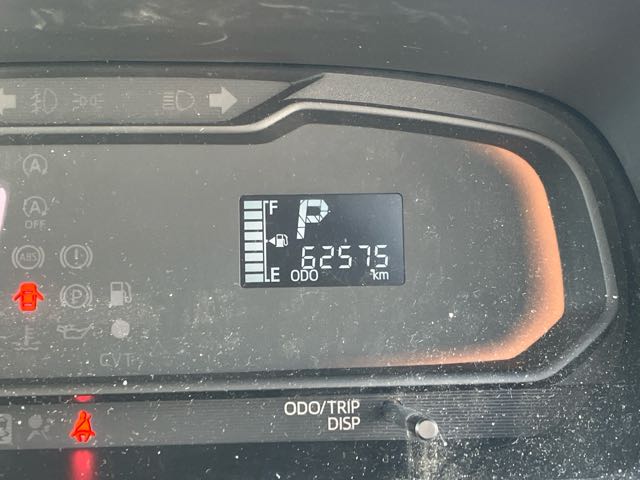 F
P
62575
E ODO km
OFF
ABS
P
CVT
ODO/TRIP
DISP